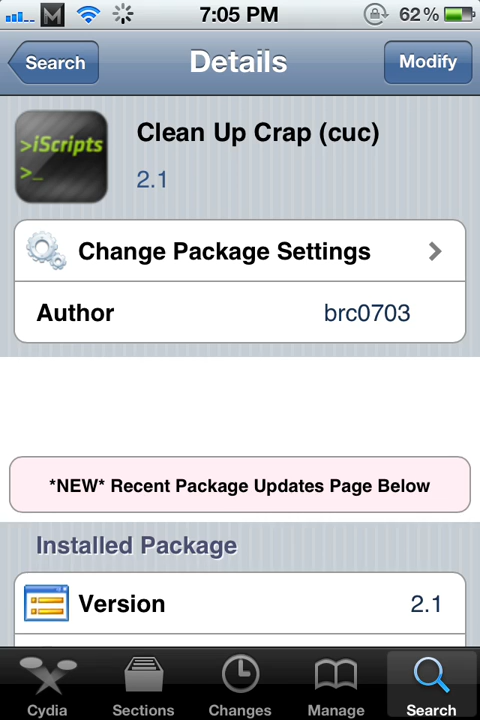 7:05 PM
62%
Search
Details
Modify
>iScripts
>_
Clean Up Crap (cuc)
2.1
Change Package Settings
Author
brc0703
*NEW* Recent Package Updates Page Below
Installed Package
Version
2.1
Cydia
Sections
Changes
Manage
Search